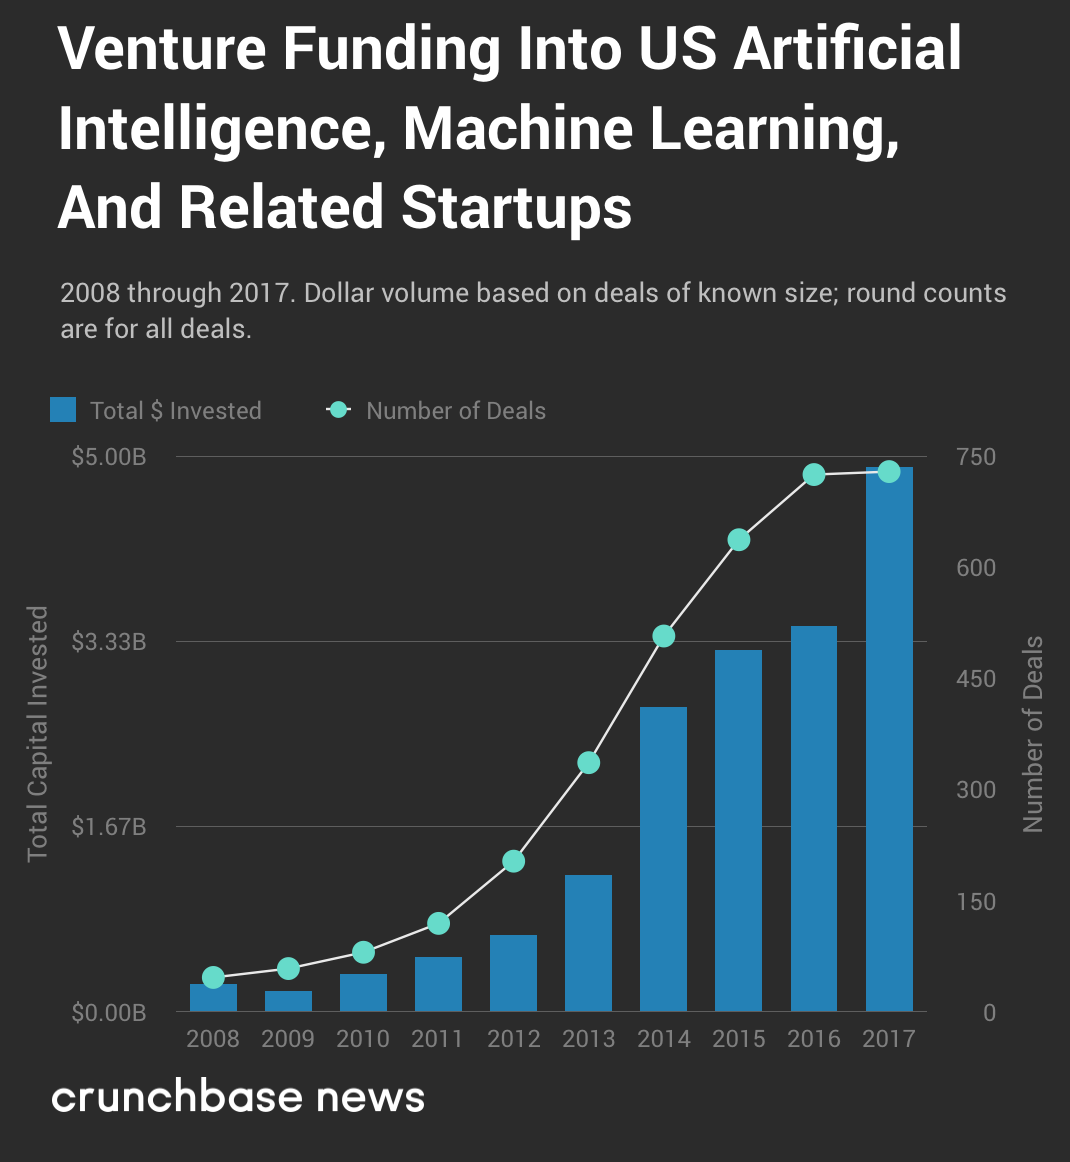 Venture Funding Into US Artificial
Intelligence, Machine Learning,
And Related Startups
2008 through 2017. Dollar volume based on deals of known size; round counts
are for all deals.
Total $ Invested
Number of Deals
$5.00B
$3.33B
$1.67B
$0.00B
Total Capital Invested
750
600
450
300
150
0
Number of Deals
2008 2009 2010 2011 2012 2013 2014 2015 2016 2017
crunchbase news